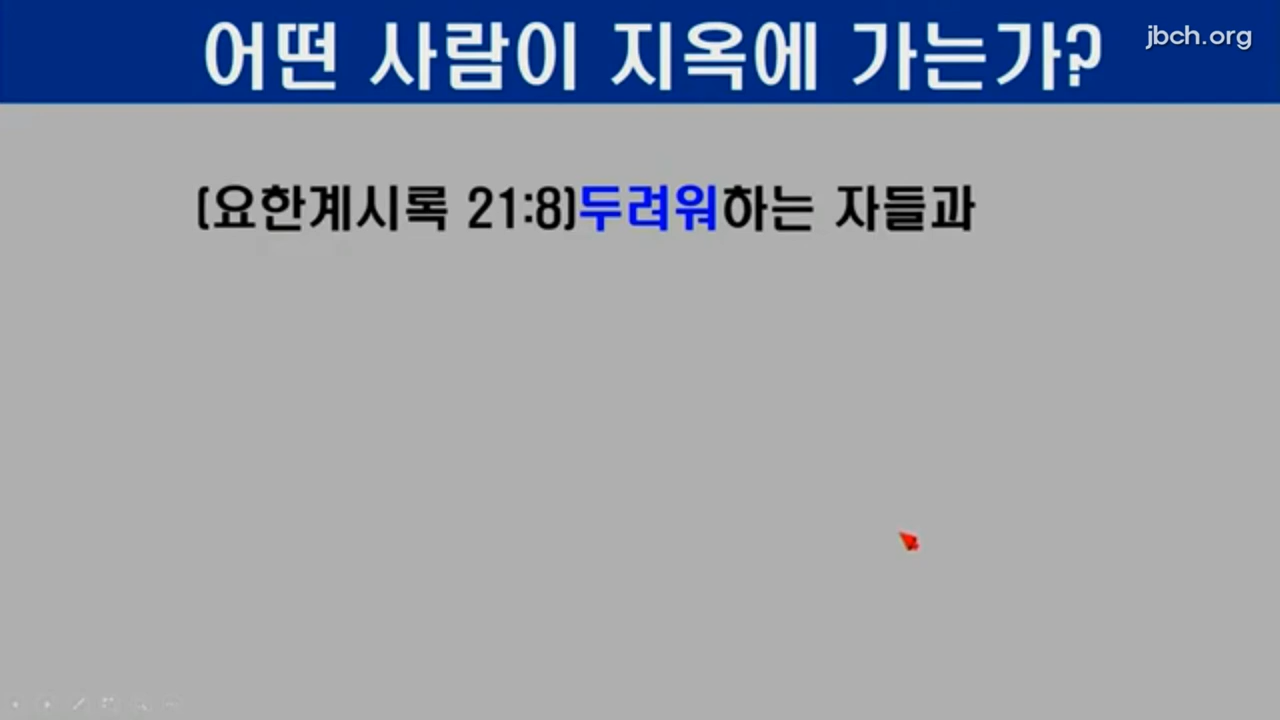 어떤 사람이 지옥에 가는가?
jbch.org
(요한계시록 21:8)두려워하는 자들과